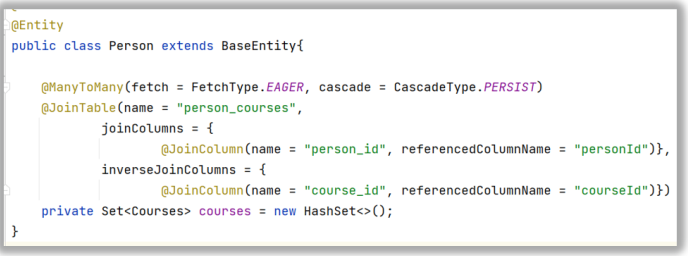 @Entity
public class Person extends BaseEntity{
@ManyToMany(fetch = FetchType.EAGER, cascade = CascadeType.PERSIST)
@JoinTable(name = "person_courses",
joinColumns = {
@JoinColumn(name = "person_id", referencedColumnName = "personId")},
inverseJoinColumns = {
@JoinColumn(name = "course_id", referencedColumnName = "courseId")})
private Set<Courses> courses = new HashSet<>();
}